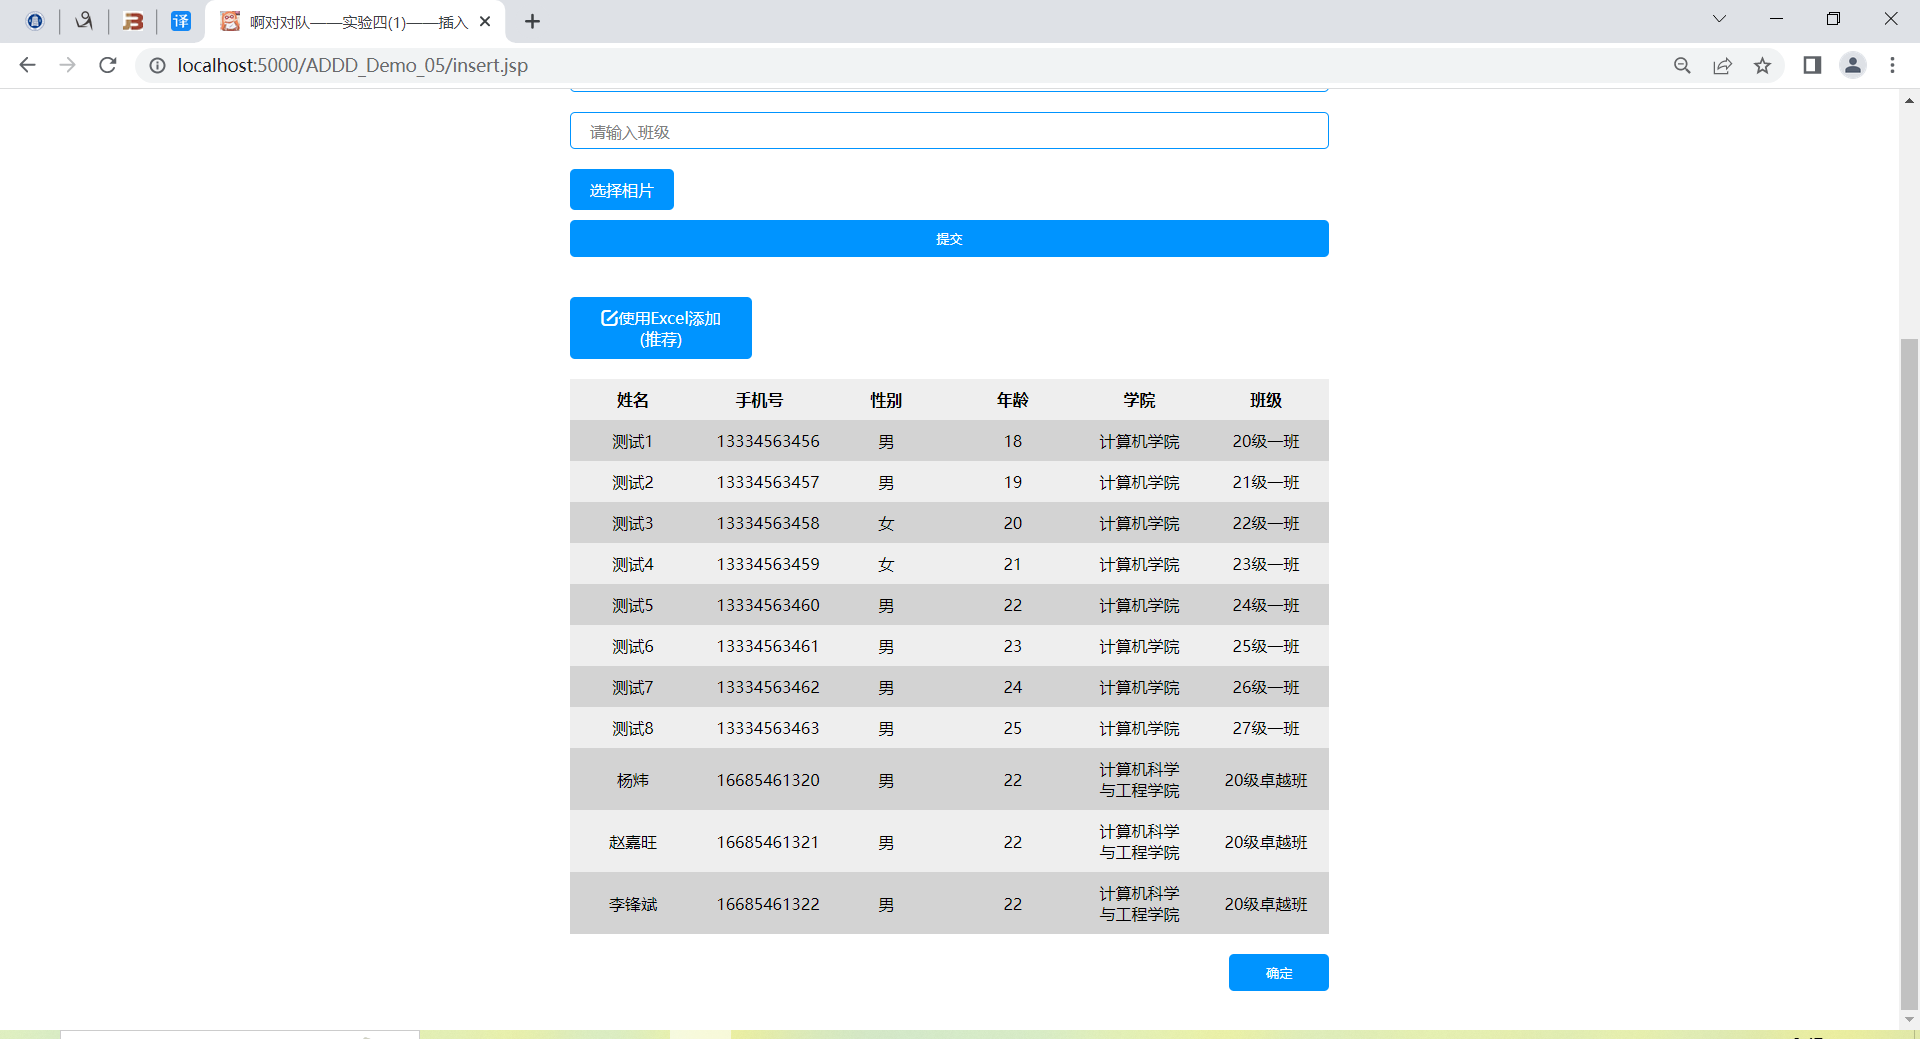 译
啊对对队——实验四(1)——插入
localhost:5000/ADDD_Demo_05/insert.jsp
请输入班级
选择相片
提交
使用Excel添加
(推荐)
姓名 手机号 性别 年龄 学院 班级
测试1 13334563456 男 18 计算机学院 20级一班
测试2 13334563457 男 19 计算机学院 21级一班
测试3 13334563458 女 20 计算机学院 22级一班
测试4 13334563459 女 21 计算机学院 23级一班
测试5 13334563460 男 22 计算机学院 24级一班
测试6 13334563461 男 23 计算机学院 25级一班
测试7 13334563462 男 24 计算机学院 26级一班
测试8 13334563463 男 25 计算机学院 27级一班
杨炜 16685461320 男 22 计算机科学与工程学院 20级卓越班
赵嘉旺 16685461321 男 22 计算机科学与工程学院 20级卓越班
李锋斌 16685461322 男 22 计算机科学与工程学院 20级卓越班
确定